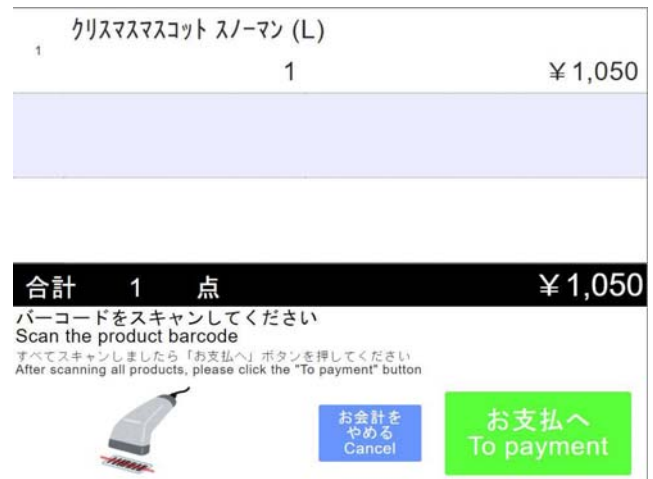 クリスマスマスコット スノーマン (L)
1
1 ¥1,050
合計 1 点 ¥1,050
バーコードをスキャンしてください
Scan the product barcode
すべてスキャンしましたら「お支払へ」ボタンを押してください
After scanning all products, please click the "To payment" button
お会計を
やめる
Cancel
お支払へ
To payment